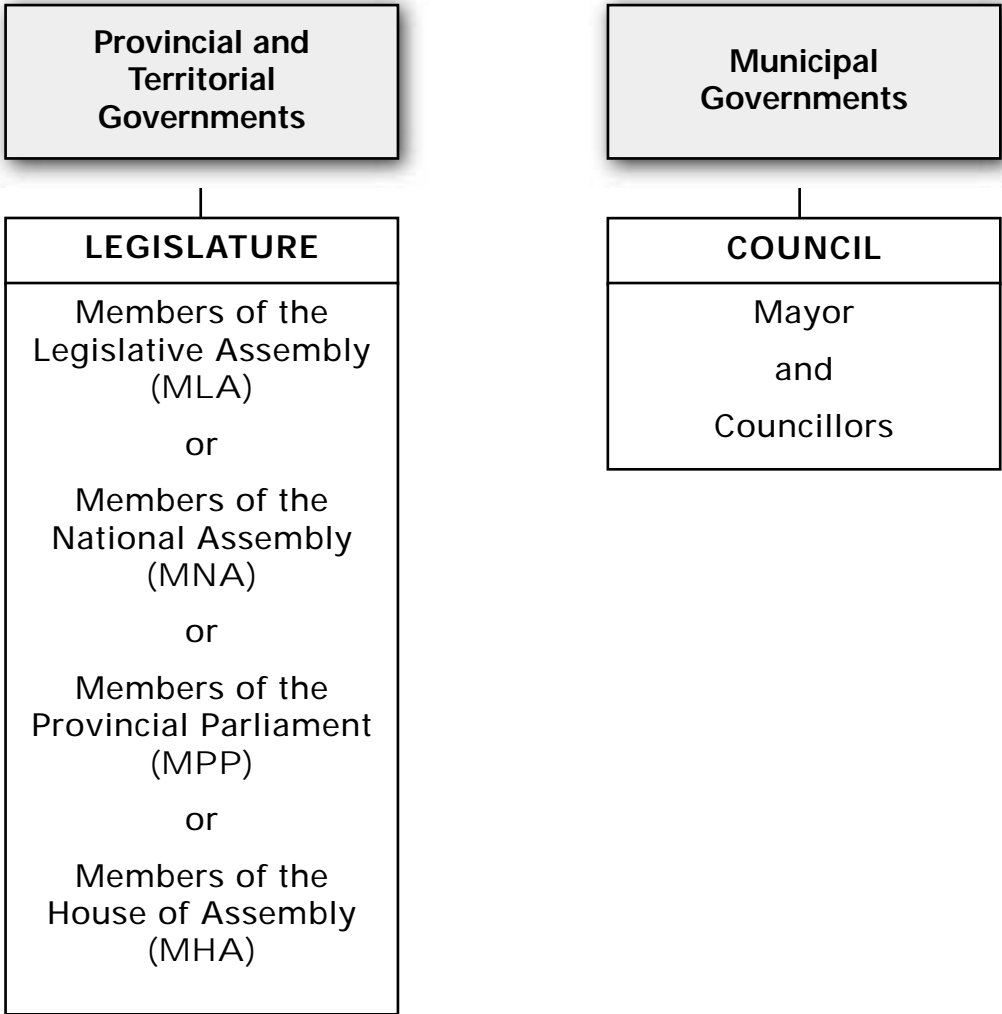 Provincial and
Territorial
Governments
LEGISLATURE
Members of the
Legislative Assembly
(MLA)
or
Members of the
National Assembly
(MNA)
or
Members of the
Provincial Parliament
(MPP)
or
Members of the
House of Assembly
(MHA)
Municipal
Governments
COUNCIL
Mayor
and
Councillors